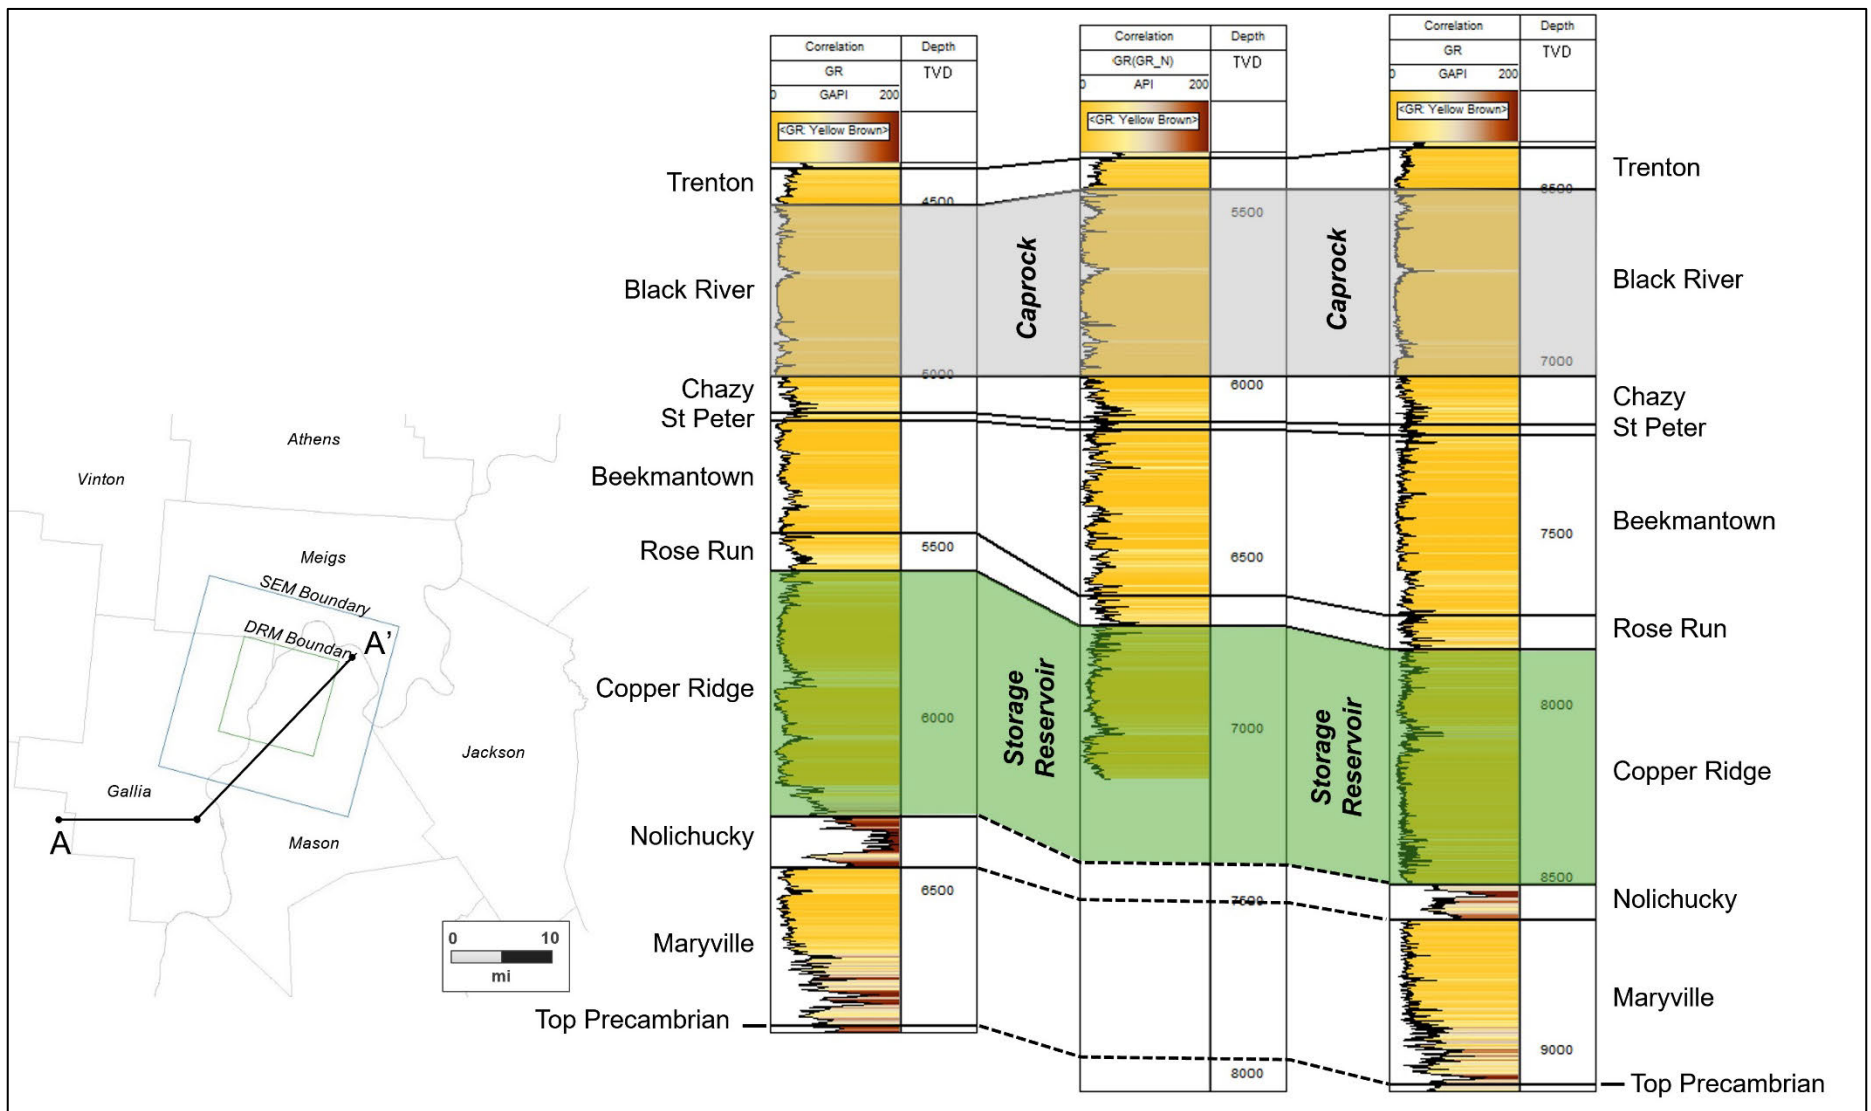 Correlation
Depth
GR
TVD
0 GAPI 200
<GR: Yellow Brown>
Correlation
Depth
GR(GR_N)
TVD
0 API 200
<GR: Yellow Brown>
Correlation
Depth
GR
TVD
0 GAPI 200
<GR: Yellow Brown>
Trenton
Black River
Chazy
St Peter
Beekmantown
Rose Run
Copper Ridge
Nolichucky
Maryville
Top Precambrian
4500
5000
5500
6000
6500
Caprock
Storage
Reservoir
5500
6000
6500
7000
7500
8000
Caprock
Storage
Reservoir
6500
7000
7500
8000
8500
9000
Trenton
Black River
Chazy
St Peter
Beekmantown
Rose Run
Copper Ridge
Nolichucky
Maryville
Top Precambrian
Athens
Vinton
Meigs
SEM Boundary
DRM Boundary
A'
Jackson
Gallia
A
Mason
0 10
mi